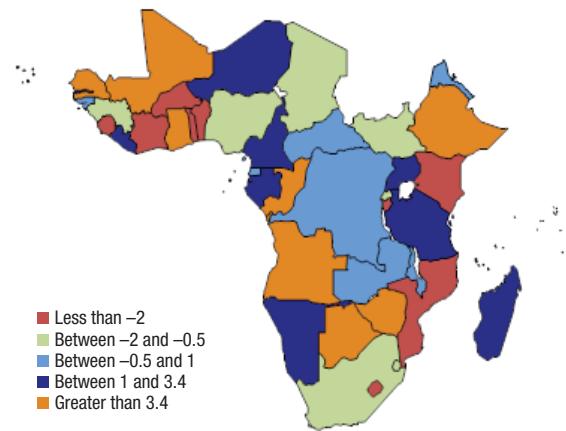 Less than –2
Between –2 and –0.5
Between –0.5 and 1
Between 1 and 3.4
Greater than 3.4